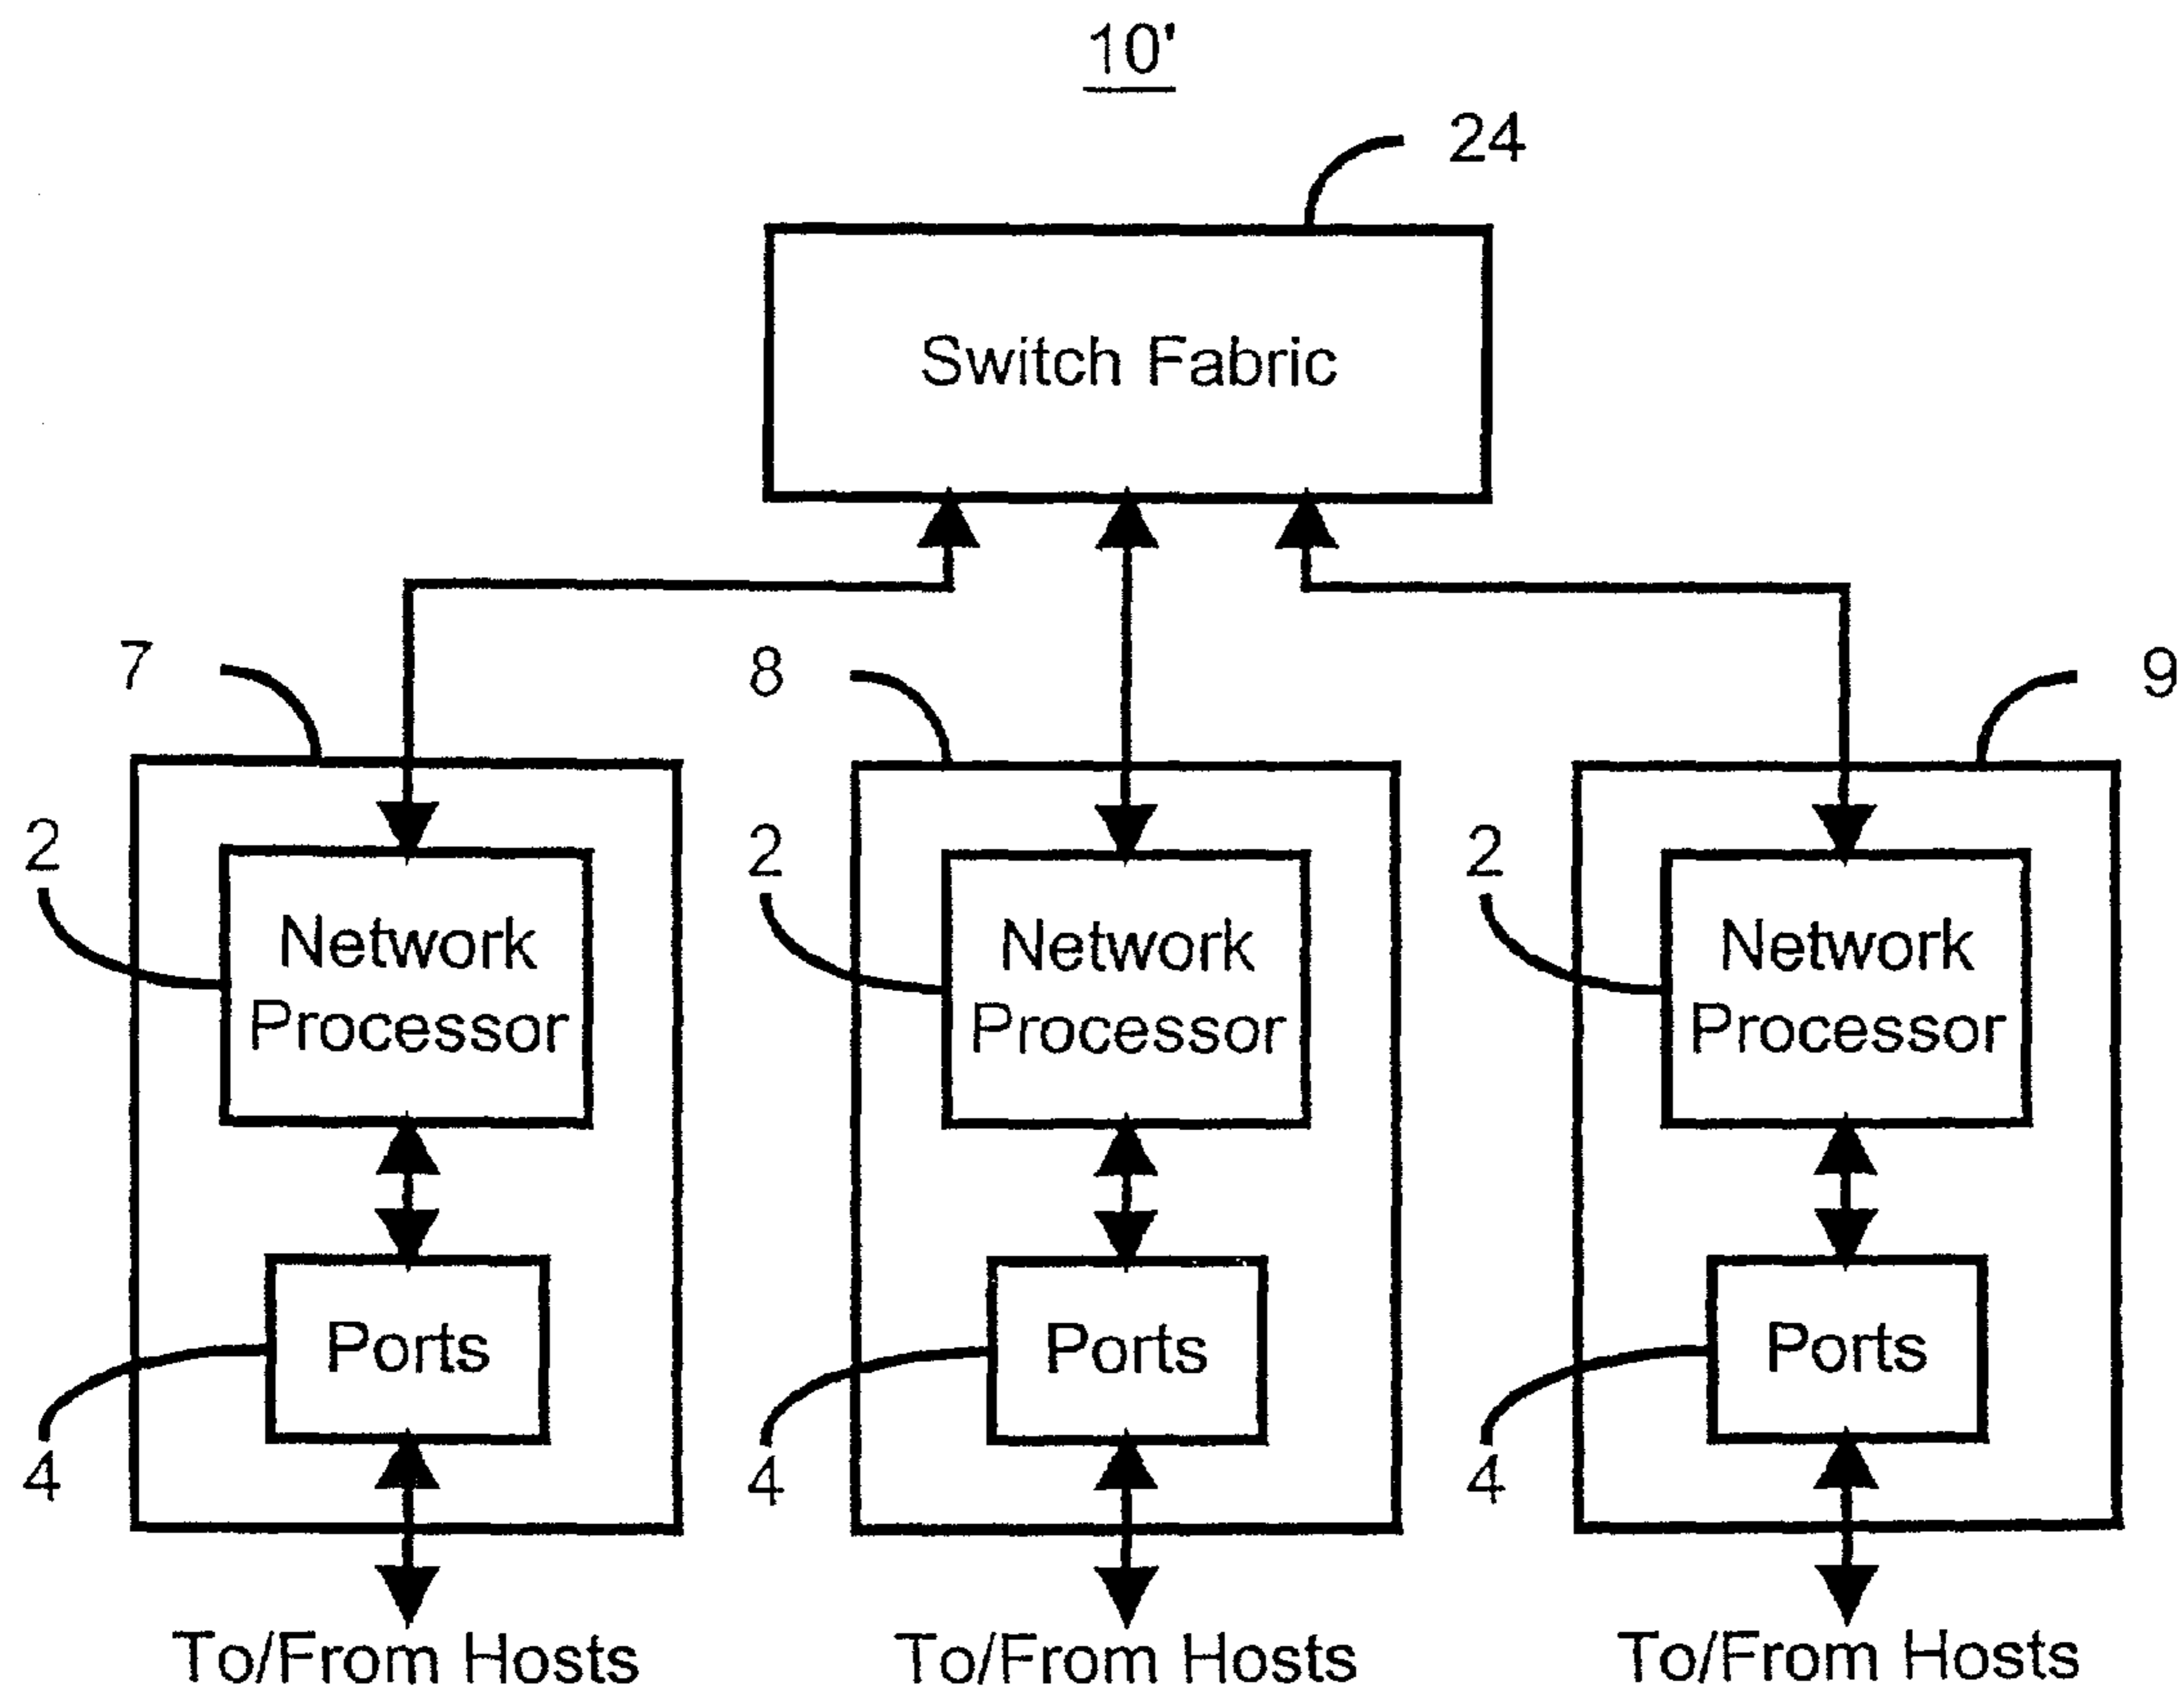 10'
24
Switch Fabric
7
8
9
2
2
2
Network
Processor
Network
Processor
Network
Processor
Ports
Ports
Ports
4
4
4
To/From Hosts
To/From Hosts
To/From Hosts